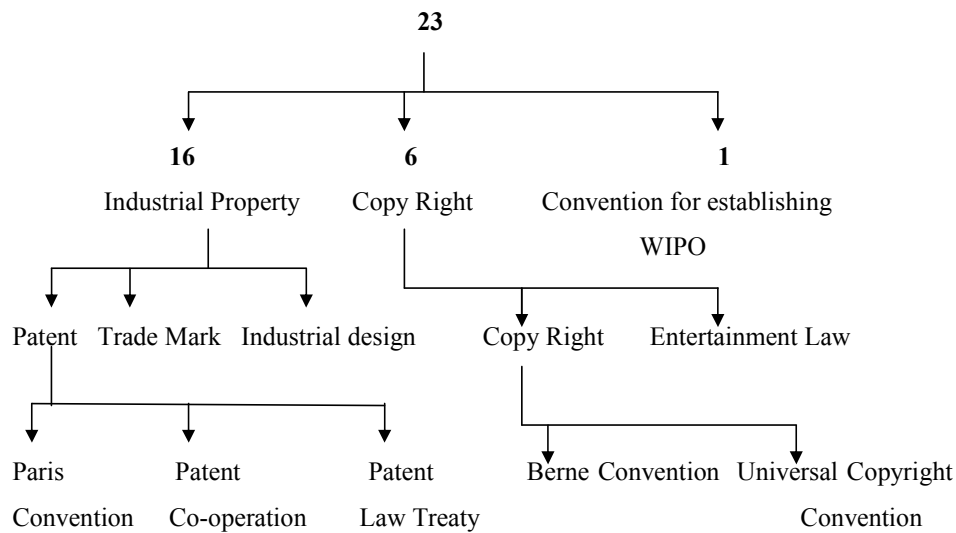 23
16 6 1
Industrial Property Copy Right Convention for establishing
WIPO
Patent Trade Mark Industrial design Copy Right Entertainment Law
Paris Patent Patent Berne Convention Universal Copyright
Convention Co-operation Law Treaty Convention